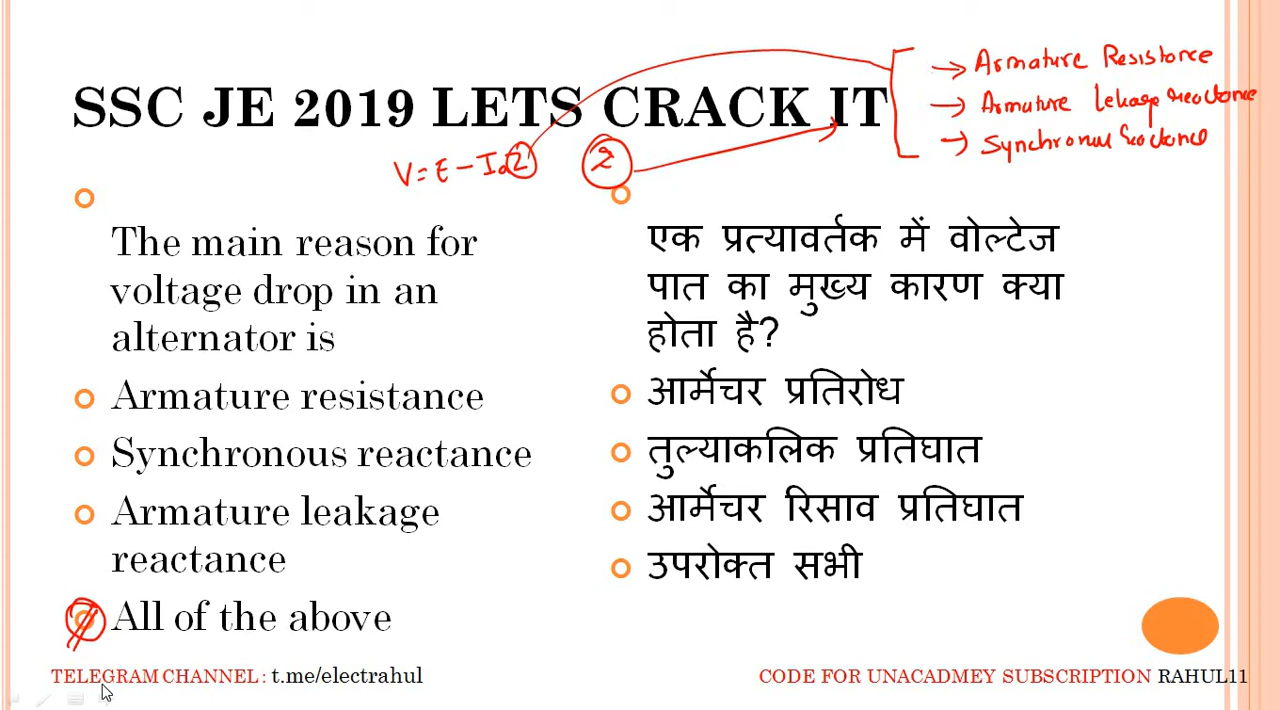 → Armature Resistance
→ Armature lekage reactance
→ Synchronous reactance
SSC JE 2019 LETS CRACK IT
V = E - Ia Z
Z
The main reason for
voltage drop in an
alternator is
Armature resistance
Synchronous reactance
Armature leakage
reactance
All of the above
एक प्रत्यावर्तक में वोल्टेज
पात का मुख्य कारण क्या
होता है?
आर्मेचर प्रतिरोध
तुल्याकलिक प्रतिघात
आर्मेचर रिसाव प्रतिघात
उपरोक्त सभी
TELEGRAM CHANNEL : t.me/electrahul
CODE FOR UNACADMEY SUBSCRIPTION RAHUL11